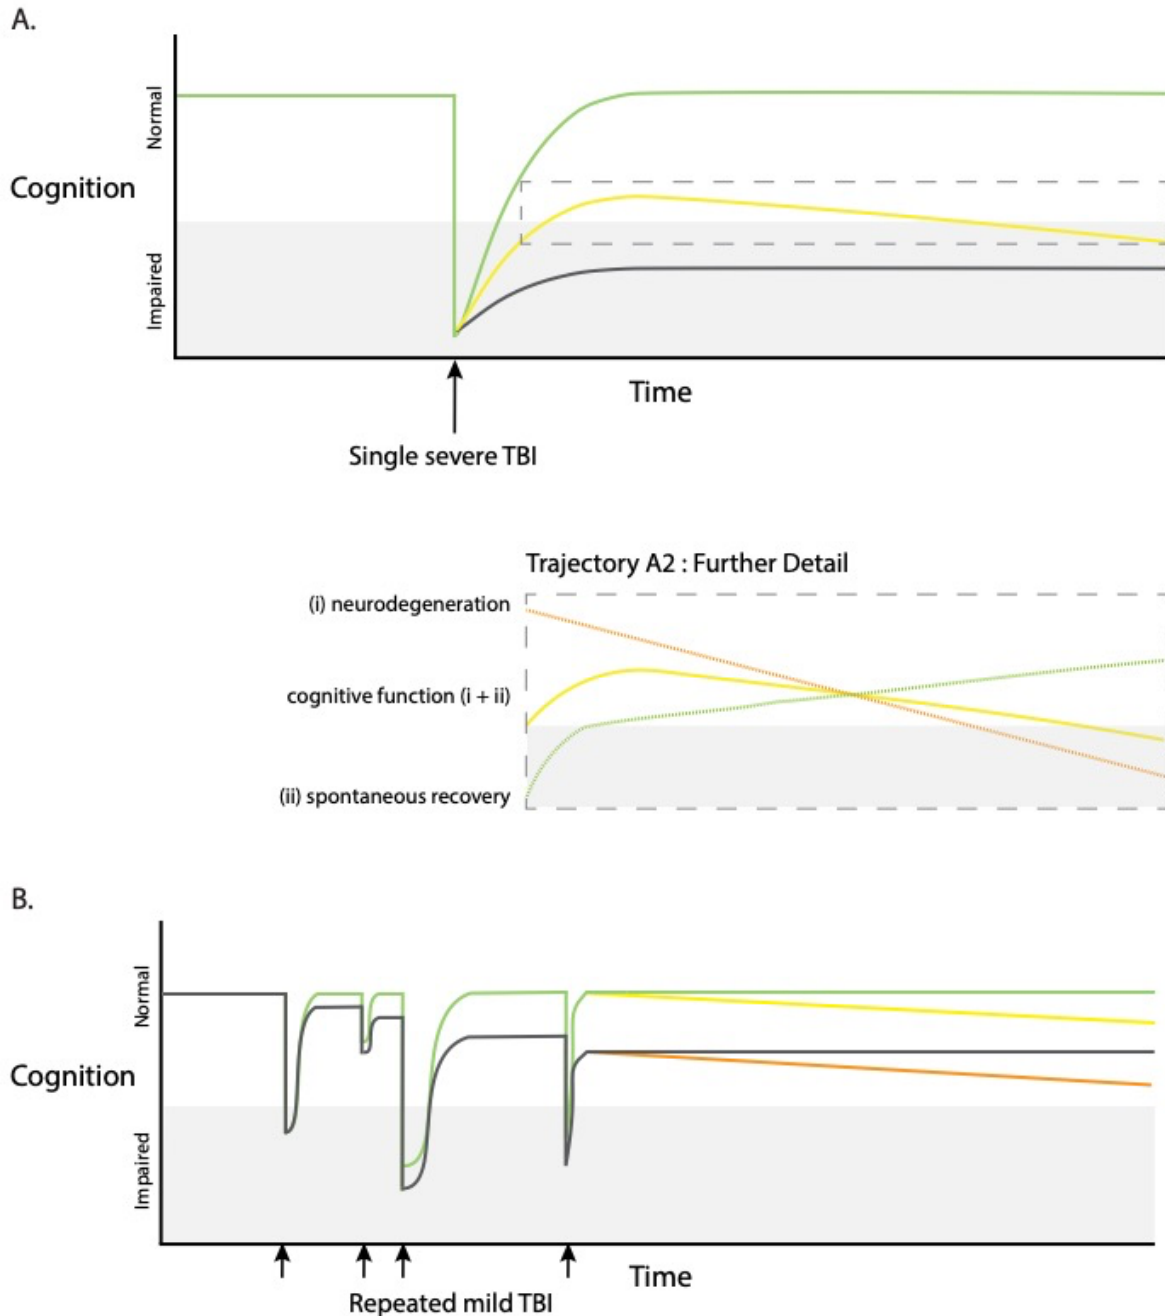 A.
Normal
Cognition
Impaired
Time
Single severe TBI
Trajectory A2 : Further Detail
(i) neurodegeneration
cognitive function (i + ii)
(ii) spontaneous recovery
B.
Normal
Cognition
Impaired
Time
Repeated mild TBI